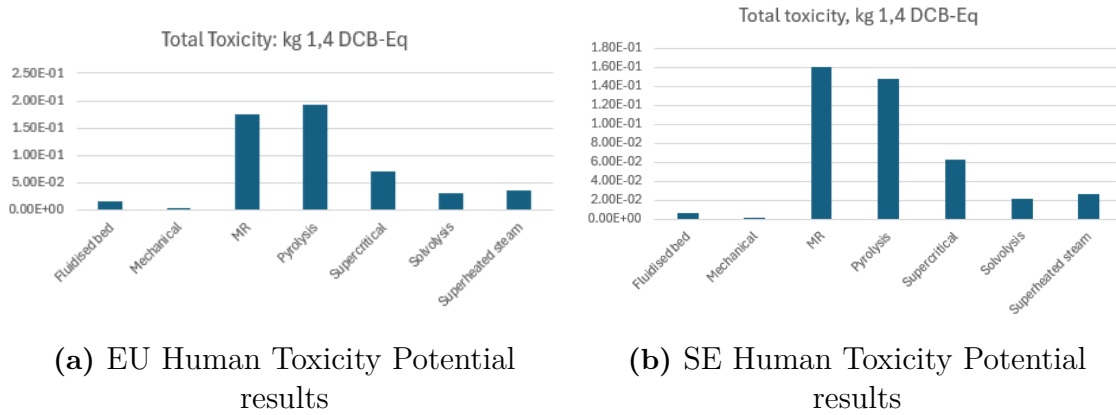 Total Toxicity: kg 1,4 DCB-Eq
2.50E-01
2.00E-01
1.50E-01
1.00E-01
5.00E-02
0.00E+00
Fluidised bed
Mechanical
MR
Pyrolysis
Supercritical
Solvolysis
Superheated steam
(a) EU Human Toxicity Potential
results
Total toxicity, kg 1,4 DCB-Eq
1.80E-01
1.60E-01
1.40E-01
1.20E-01
1.00E-01
8.00E-02
6.00E-02
4.00E-02
2.00E-02
0.00E+00
Fluidised bed
Mechanical
MR
Pyrolysis
Supercritical
Solvolysis
Superheated steam
(b) SE Human Toxicity Potential
results